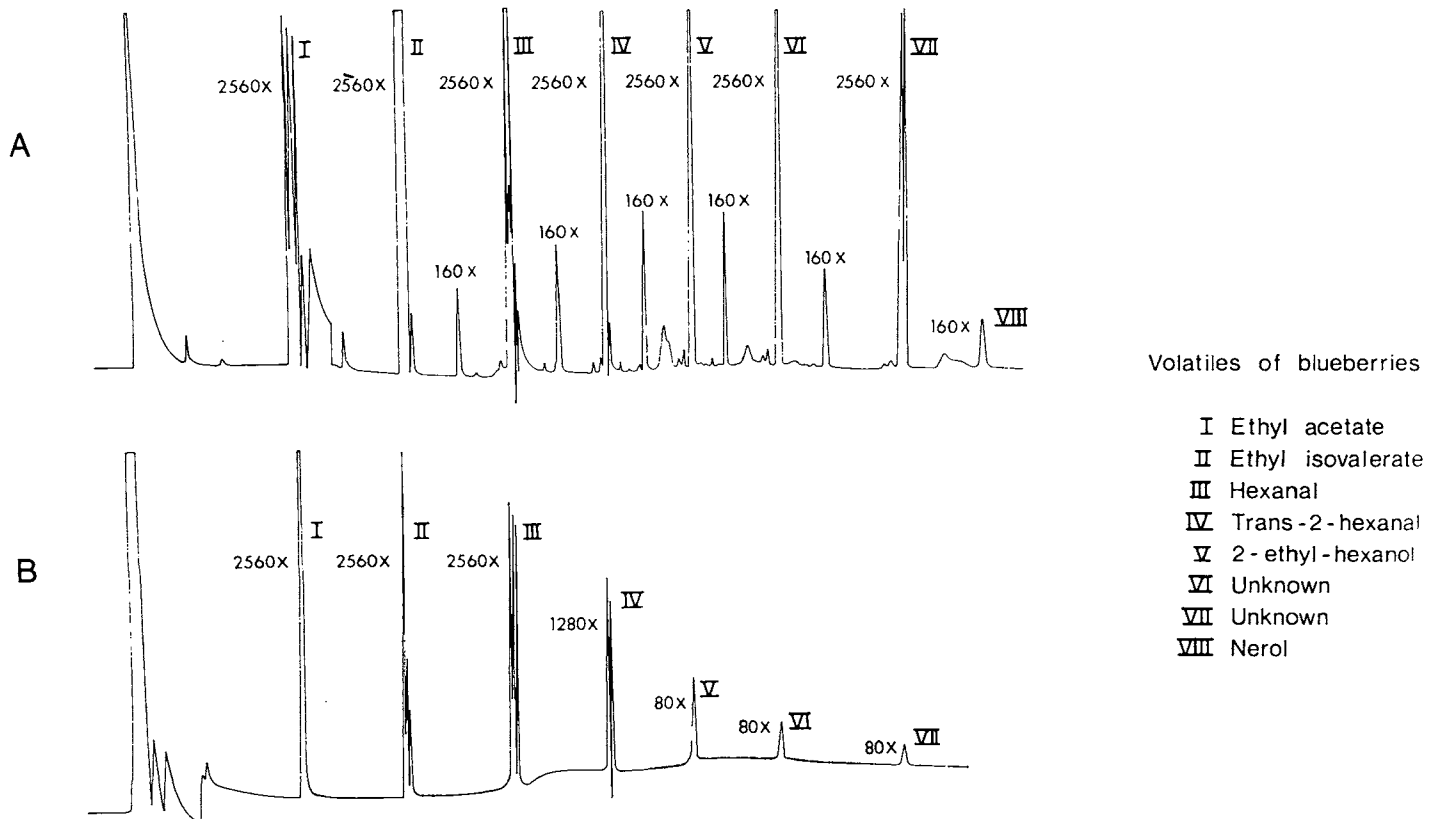 A
I
II
III
IV
V
VI
VII
2560X
2560X
2560X
2560X
2560X
2560X
2560X
160X
160X
160X
160X
160X
160X
VIII
B
I
II
III
IV
V
VI
VII
2560X
2560X
2560X
1280X
80X
80X
80X
Volatiles of blueberries
I Ethyl acetate
II Ethyl isovalerate
III Hexanal
IV Trans-2-hexanal
V 2-ethyl-hexanol
VI Unknown
VII Unknown
VIII Nerol